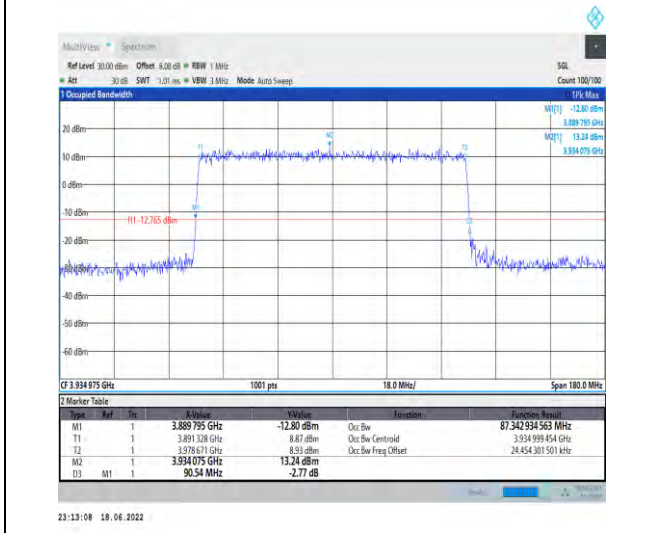 MultiView Spectrum
Ref Level 30.00 dBm Offset 8.00 dB RBW 1 MHz SGL
Att 30 dB SWT 1.01 ms VBW 3 MHz Mode Auto Sweep Count 100/100
1 Occupied Bandwidth 1Pk Max
M1[1] -12.80 dBm
3.889 795 GHz
M2[1] 13.24 dBm
3.934 075 GHz
20 dBm
10 dBm
T1
M2
T2
0 dBm
-10 dBm
M1
H1 -12.765 dBm
D3
-20 dBm
-30 dBm
-40 dBm
-50 dBm
-60 dBm
CF 3.934 975 GHz 1001 pts 18.0 MHz/ Span 180.0 MHz
2 Marker Table
Type Ref Trc X-Value Y-Value Function Function Result
M1 1 3.889 795 GHz -12.80 dBm Occ Bw 87.342 934 563 MHz
T1 1 3.891 328 GHz 8.87 dBm Occ Bw Centroid 3.934 999 454 GHz
T2 1 3.978 671 GHz 8.93 dBm Occ Bw Freq Offset 24.454 301 501 kHz
M2 1 3.934 075 GHz 13.24 dBm
D3 M1 1 90.54 MHz -2.77 dB
23:13:08 18.06.2022